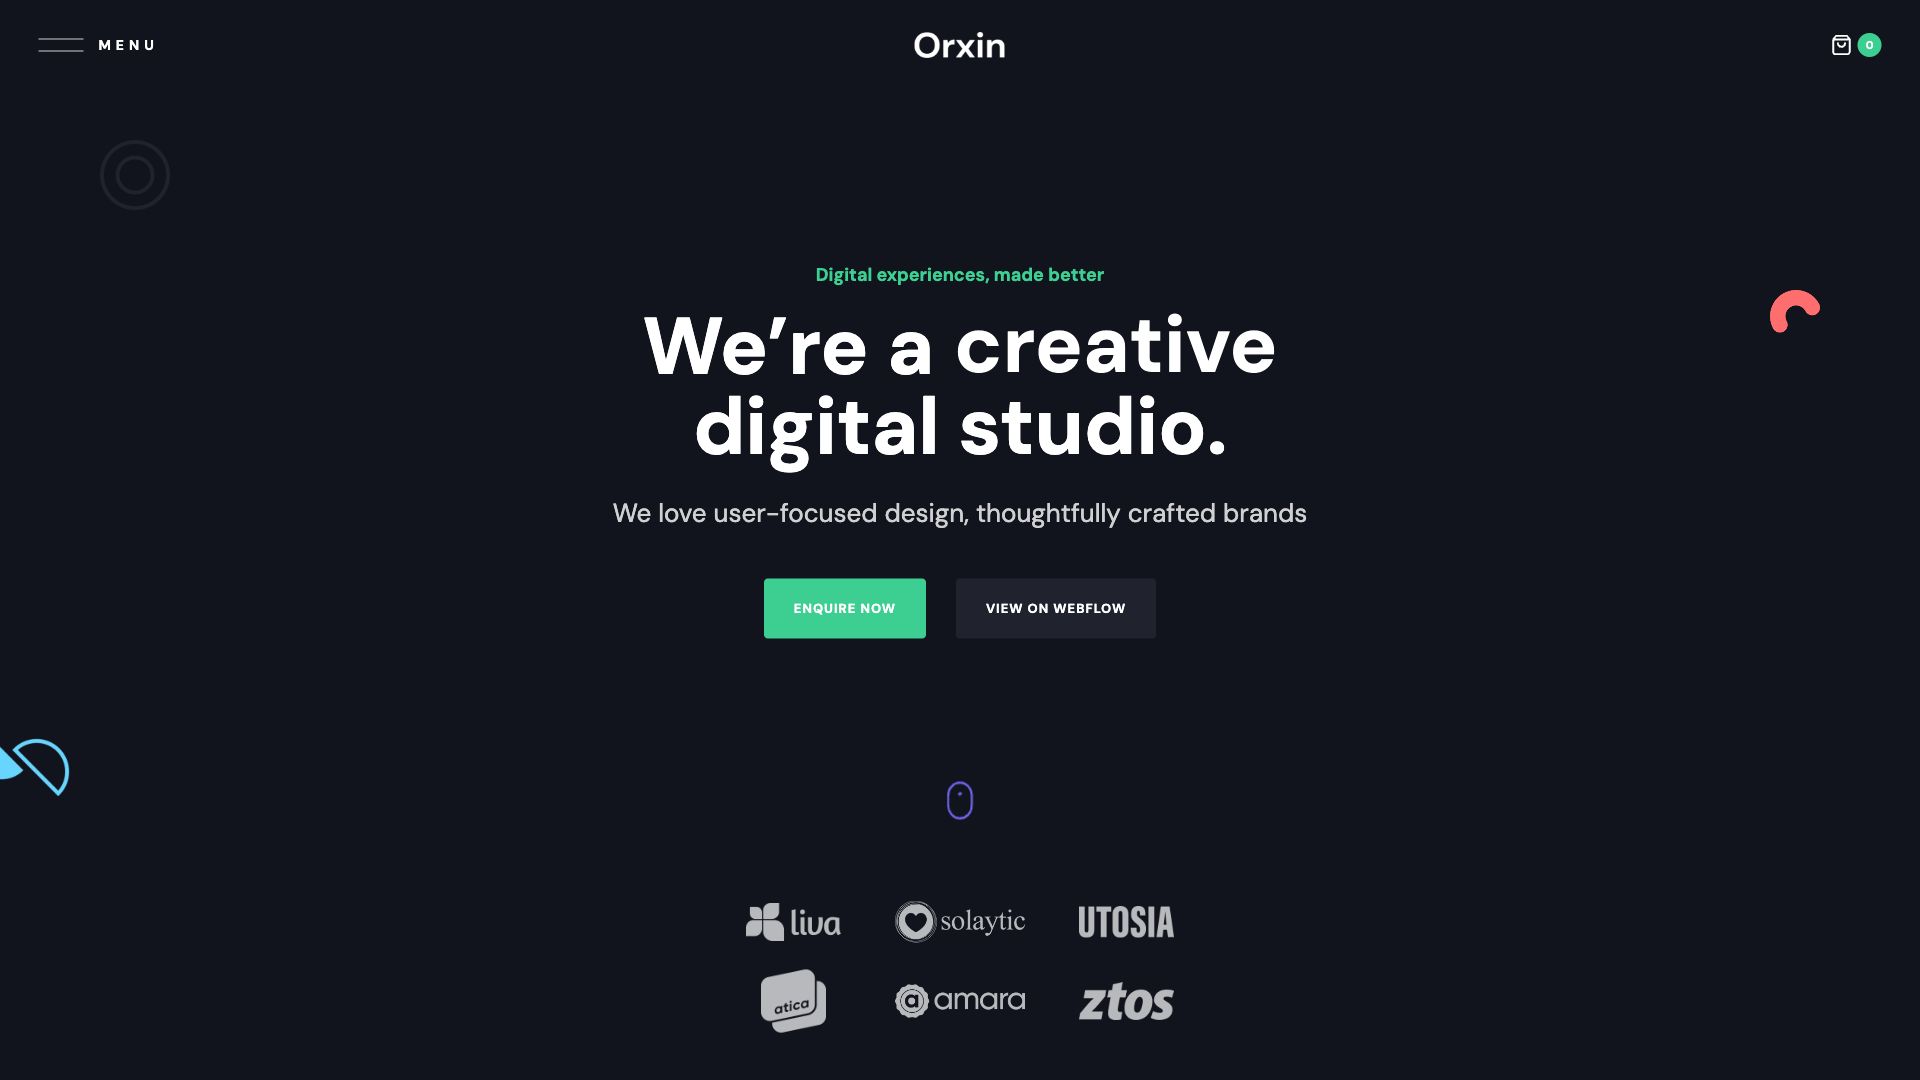 MENU
Orxin
0
Digital experiences, made better
We’re a creative
digital studio.
We love user-focused design, thoughtfully crafted brands
ENQUIRE NOW
VIEW ON WEBFLOW
liva
solaytic
UTOSIA
atica
a amara
ztos